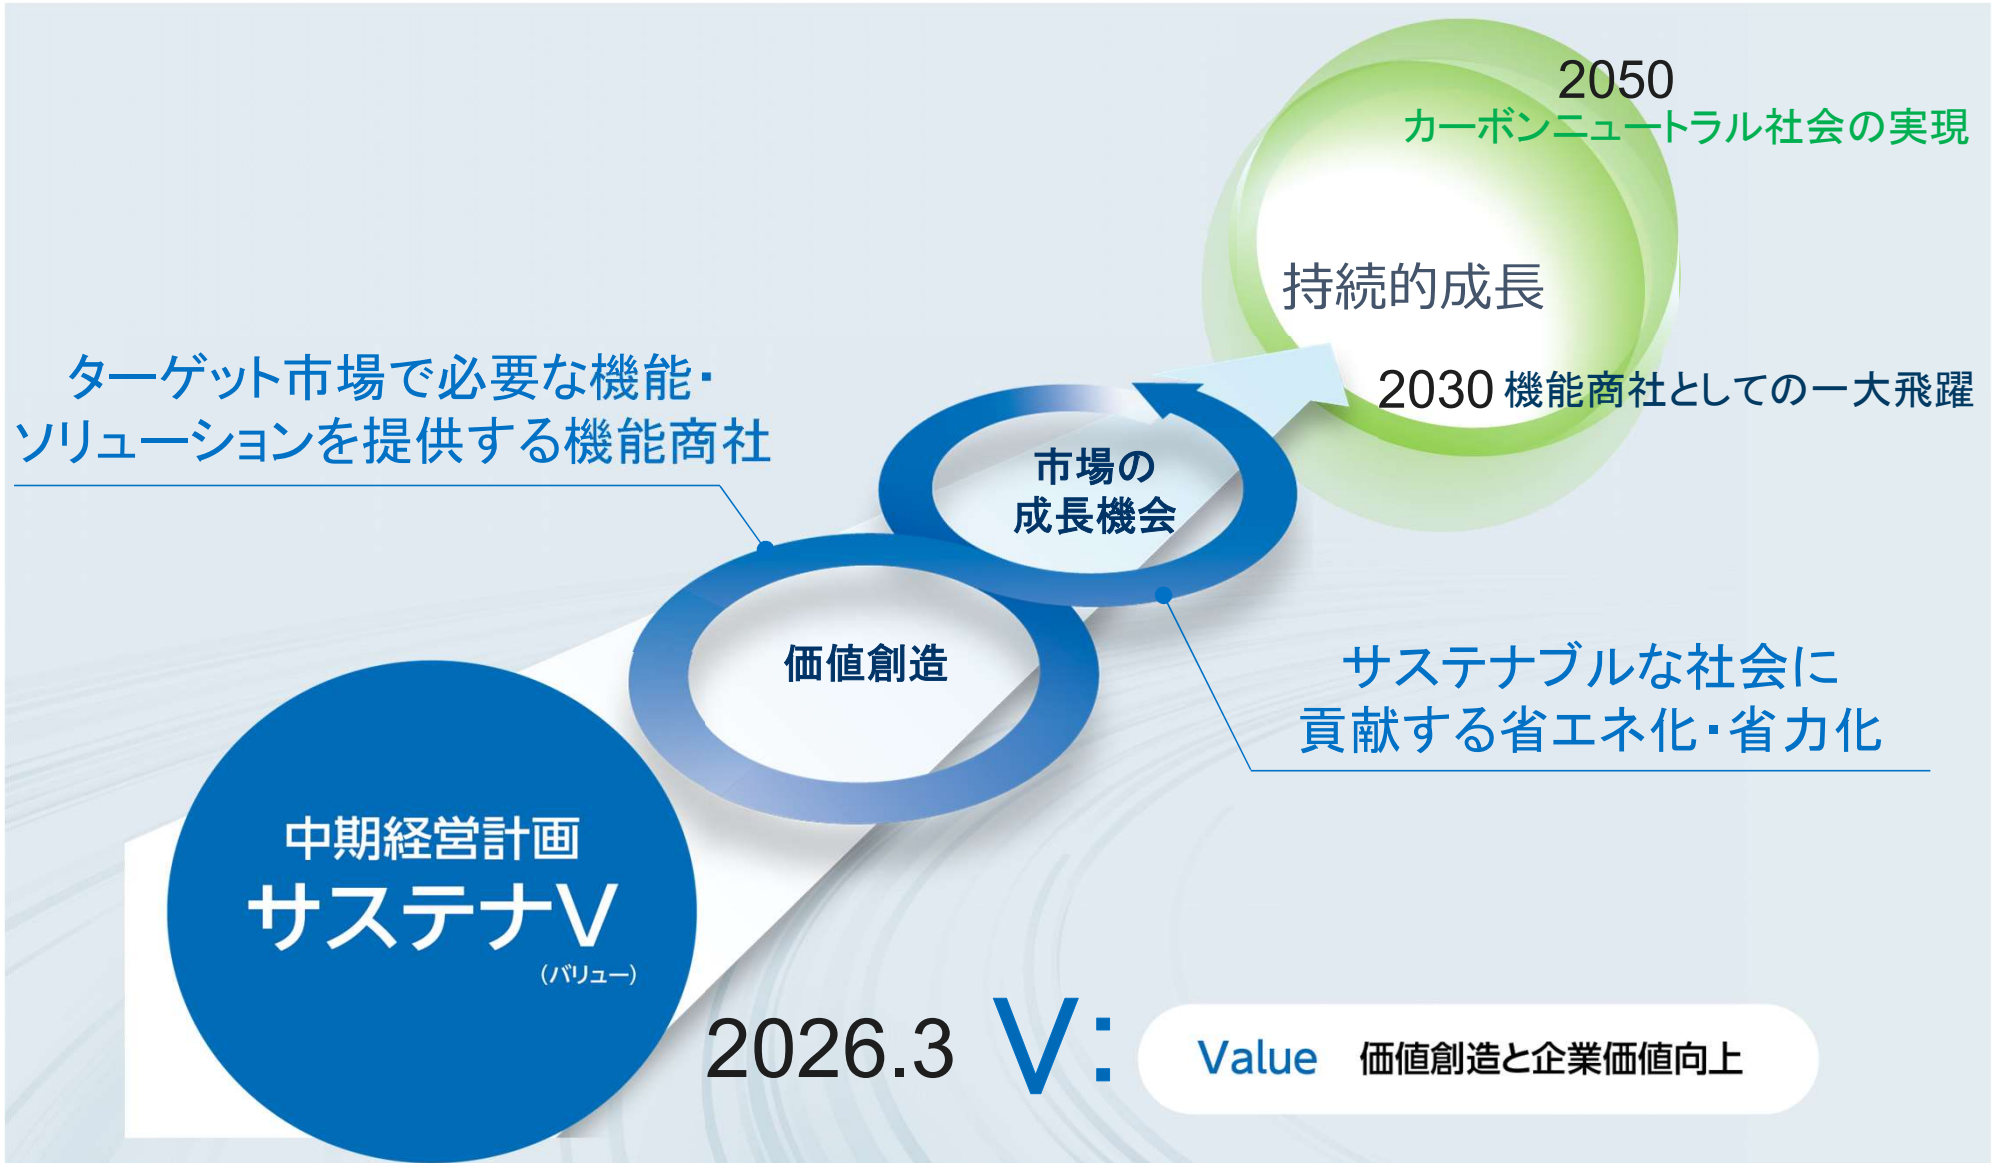 2050
カーボンニュートラル社会の実現
持続的成長
2030 機能商社としての一大飛躍
ターゲット市場で必要な機能・
ソリューションを提供する機能商社
市場の
成長機会
価値創造
サステナブルな社会に
貢献する省エネ化・省力化
中期経営計画
サステナV
(バリュー)
2026.3 V: Value 価値創造と企業価値向上